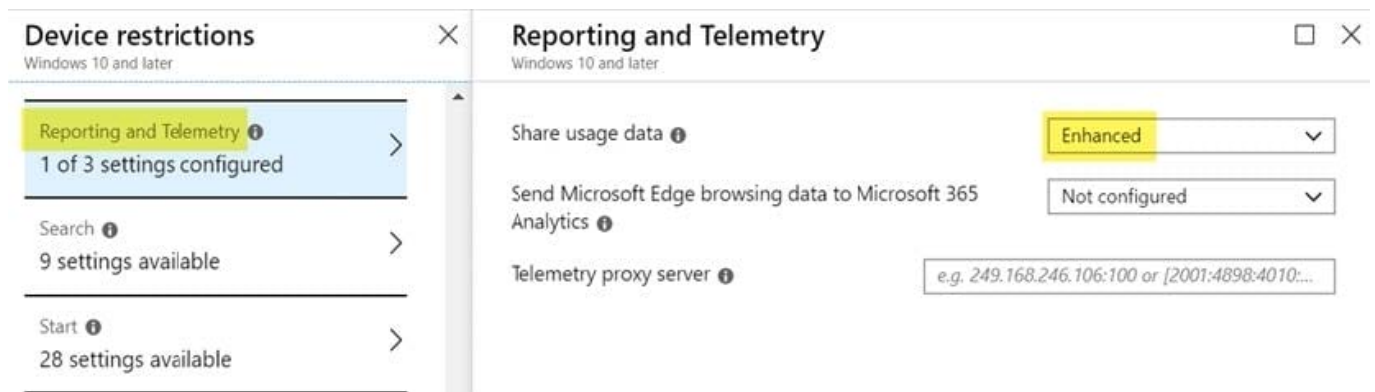 Device restrictions
Windows 10 and later
Reporting and Telemetry
1 of 3 settings configured
Search
9 settings available
Start
28 settings available
Reporting and Telemetry
Windows 10 and later
Share usage data
Enhanced
Send Microsoft Edge browsing data to Microsoft 365
Analytics
Not configured
Telemetry proxy server
e.g. 249.168.246.106:100 or [2001:4898:4010:...